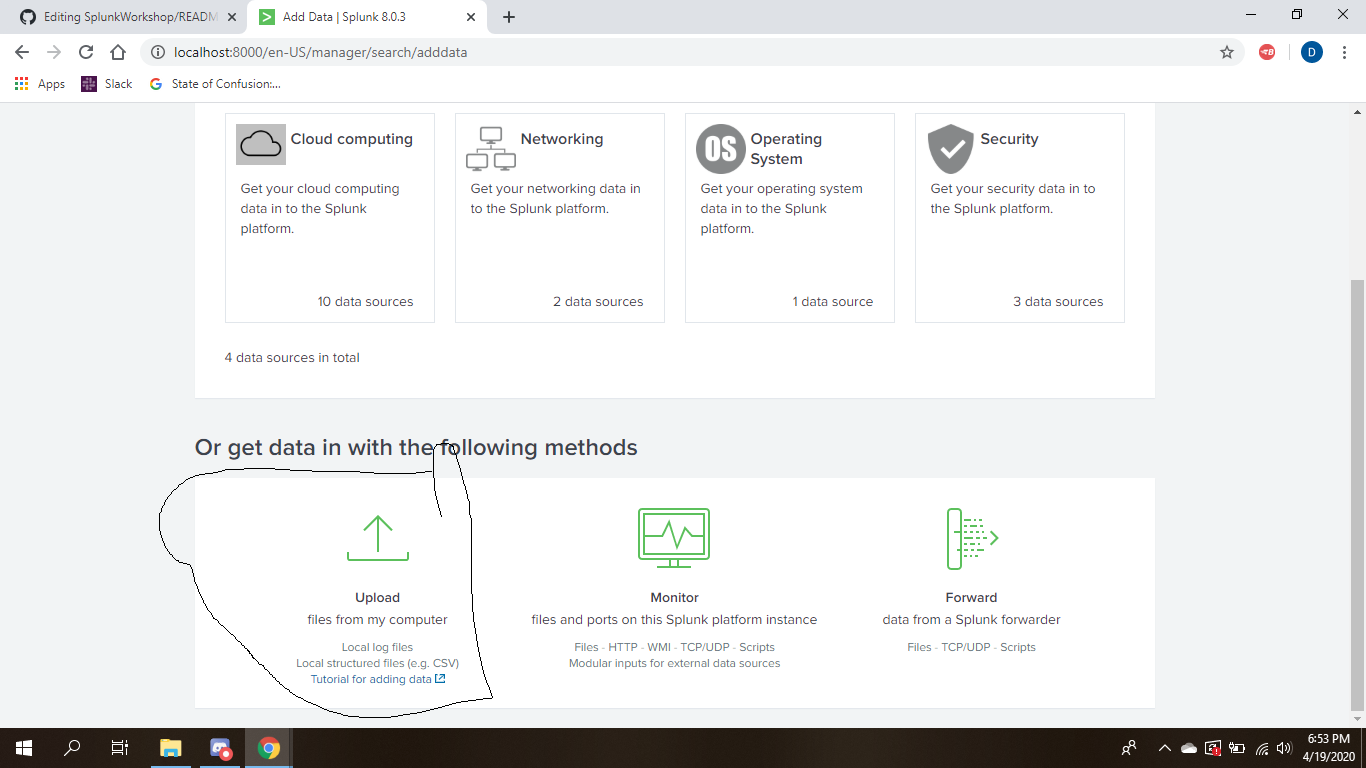 Editing SplunkWorkshop/READM
Add Data | Splunk 8.0.3
localhost:8000/en-US/manager/search/adddata
D
Apps
Slack
State of Confusion:...
Cloud computing
Get your cloud computing
data in to the Splunk
platform.
10 data sources
Networking
Get your networking data in
to the Splunk platform.
2 data sources
OS
Operating
System
Get your operating system
data in to the Splunk
platform.
1 data source
Security
Get your security data in to
the Splunk platform.
3 data sources
4 data sources in total
Or get data in with the following methods
Upload
files from my computer
Local log files
Local structured files (e.g. CSV)
Tutorial for adding data
Monitor
files and ports on this Splunk platform instance
Files - HTTP - WMI - TCP/UDP - Scripts
Modular inputs for external data sources
Forward
data from a Splunk forwarder
Files - TCP/UDP - Scripts
6:53 PM
4/19/2020